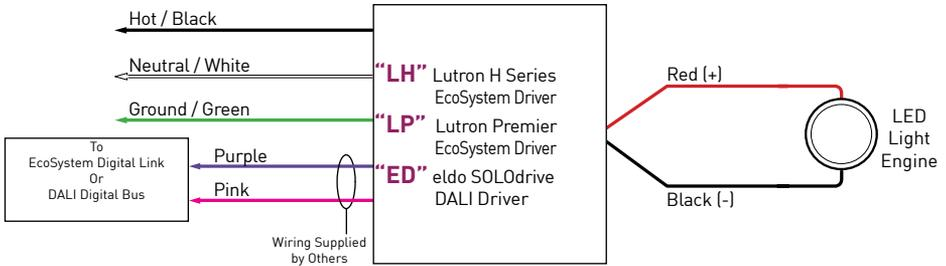 Hot / Black
Neutral / White
Ground / Green
To
EcoSystem Digital Link
Or
DALI Digital Bus
Purple
Pink
Wiring Supplied
by Others
“LH” Lutron H Series
EcoSystem Driver
“LP” Lutron Premier
EcoSystem Driver
“ED” eldo SOLOdrive
DALI Driver
Red (+)
Black (-)
LED
Light
Engine